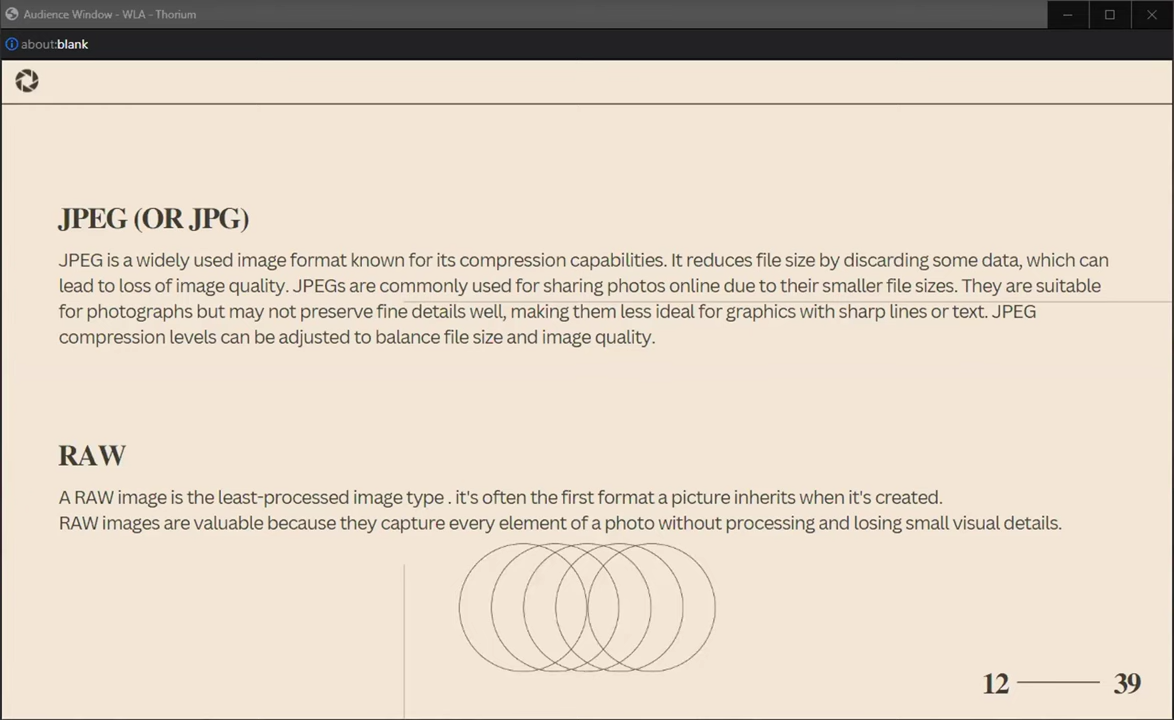 Audience Window - WLA - Thorium
about:blank
JPEG (OR JPG)
JPEG is a widely used image format known for its compression capabilities. It reduces file size by discarding some data, which can
lead to loss of image quality. JPEGs are commonly used for sharing photos online due to their smaller file sizes. They are suitable
for photographs but may not preserve fine details well, making them less ideal for graphics with sharp lines or text. JPEG
compression levels can be adjusted to balance file size and image quality.
RAW
A RAW image is the least-processed image type . it's often the first format a picture inherits when it's created.
RAW images are valuable because they capture every element of a photo without processing and losing small visual details.
12 39